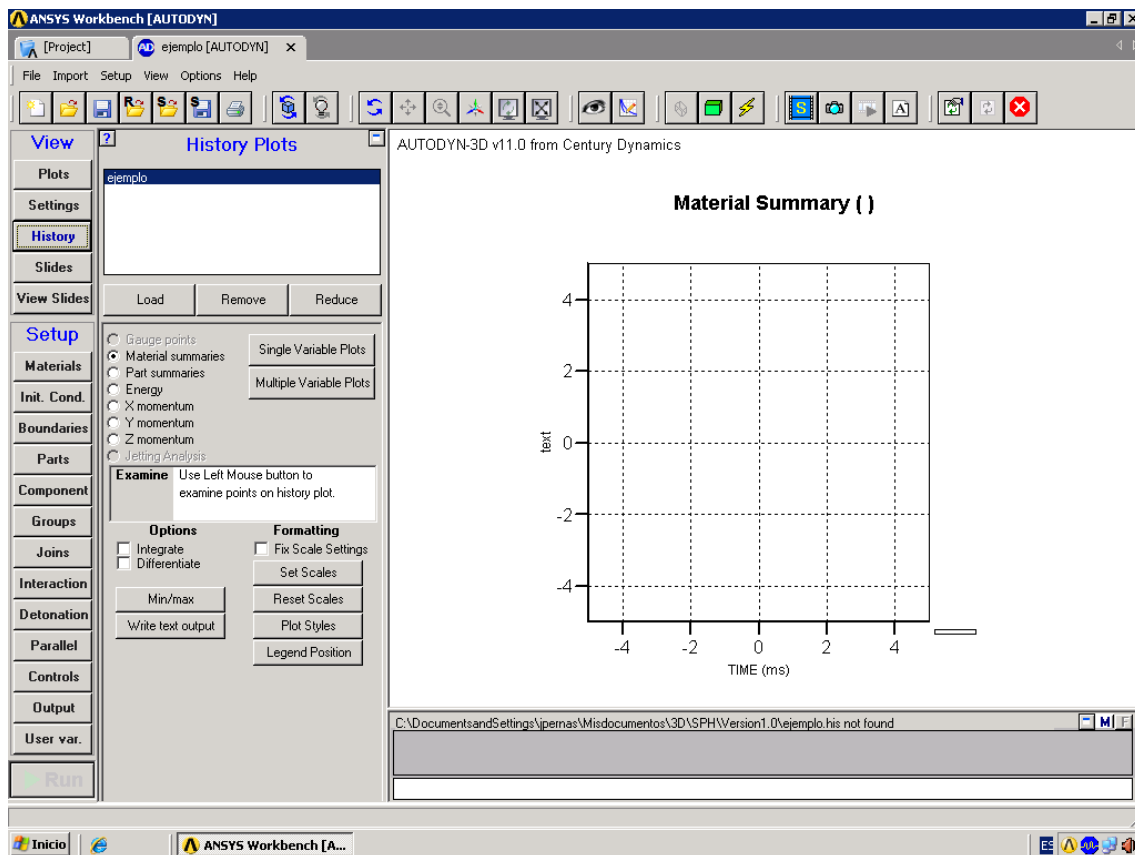 ANSYS Workbench [AUTODYN]
[Project]
AD ejemplo [AUTODYN]
File Import Setup View Options Help
View
Plots
Settings
History
Slides
View Slides
Setup
Materials
Init. Cond.
Boundaries
Parts
Component
Groups
Joins
Interaction
Detonation
Parallel
Controls
Output
User var.
Run
? History Plots
ejemplo
Load Remove Reduce
Gauge points
Material summaries
Part summaries
Energy
X momentum
Y momentum
Z momentum
Jetting Analysis
Single Variable Plots
Multiple Variable Plots
Examine Use Left Mouse button to
examine points on history plot.
Options
Integrate
Differentiate
Min/max
Write text output
Formatting
Fix Scale Settings
Set Scales
Reset Scales
Plot Styles
Legend Position
AUTODYN-3D v11.0 from Century Dynamics
Material Summary ( )
4
2
0
-2
-4
text
-4 -2 0 2 4
TIME (ms)
C:\DocumentsandSettings\jpernas\Misdocumentos\3D\SPH\Version1.0\ejemplo.his not found
M F
Inicio
ANSYS Workbench [A...
ES